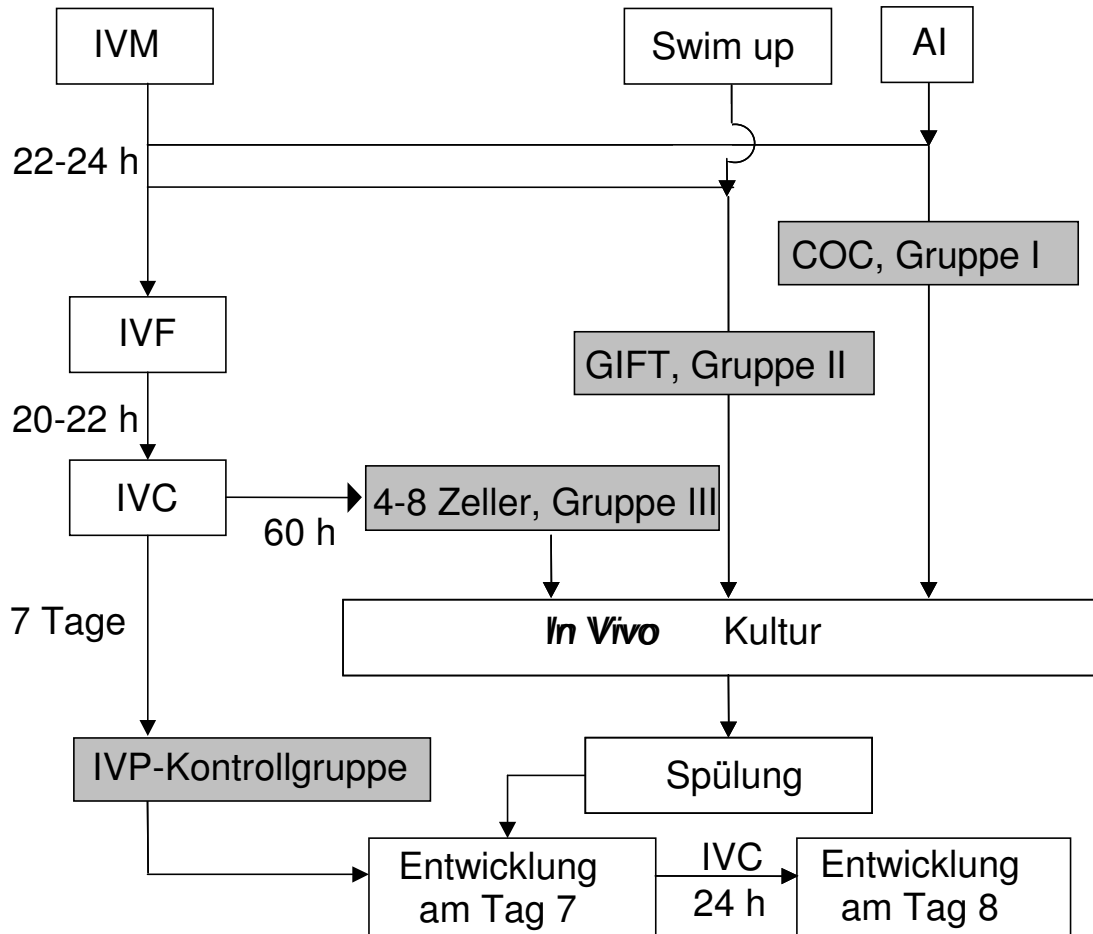 IVM
Swim up
AI
22-24 h
COC, Gruppe I
IVF
GIFT, Gruppe II
20-22 h
IVC
4-8 Zeller, Gruppe III
60 h
7 Tage
In Vivo Kultur
IVP-Kontrollgruppe
Spülung
Entwicklung
am Tag 7
IVC
24 h
Entwicklung
am Tag 8